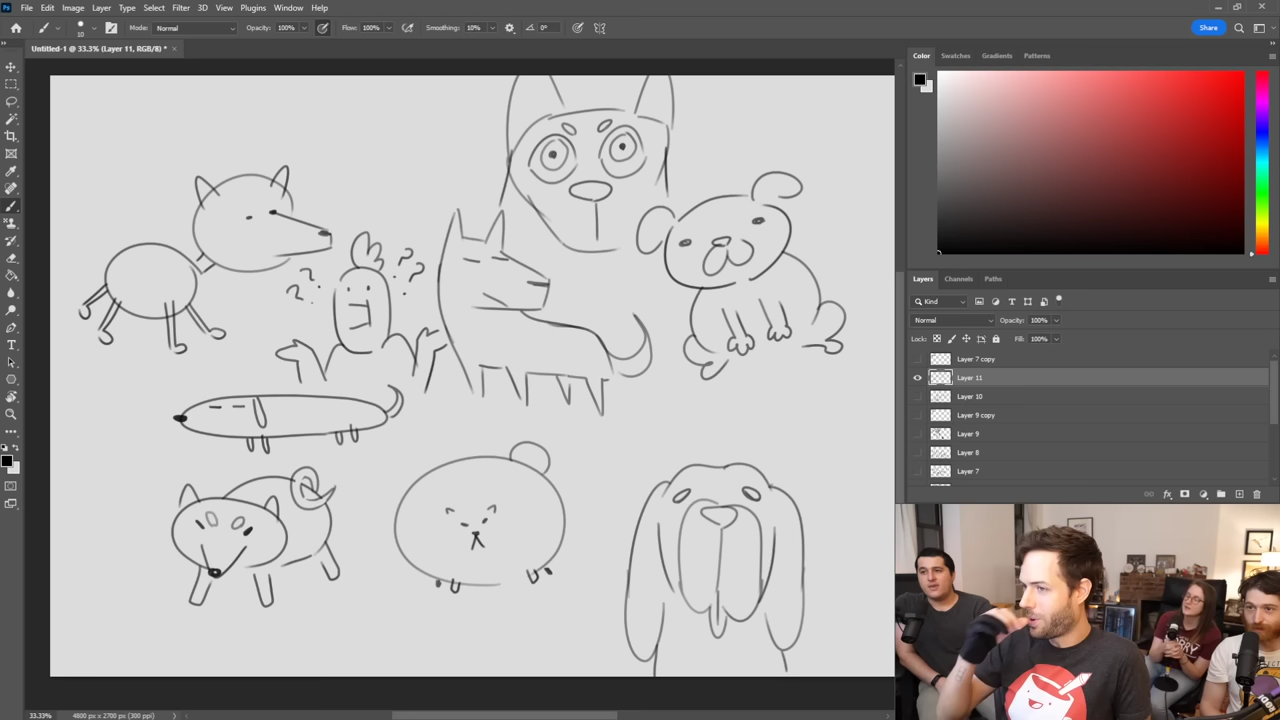 Ps File Edit Image Layer Type Select Filter 3D View Plugins Window Help
10 Mode: Normal Opacity: 100% Flow: 100% Smoothing: 10% 0° Share
Untitled-1 @ 33.3% (Layer 11, RGB/8) *
Color Swatches Gradients Patterns
? ? ?
?
Layers Channels Paths
Kind
Normal Opacity: 100%
Lock: Fill: 100%
Layer 7 copy
Layer 11
Layer 10
Layer 9 copy
Layer 9
Layer 8
Layer 7
33.33% 4800 px x 2700 px (300 ppi)